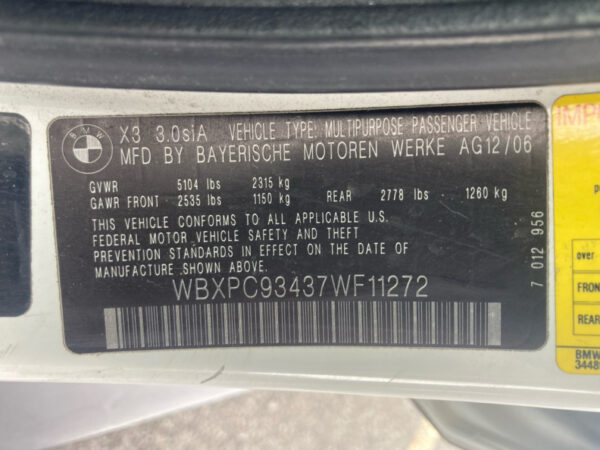 BMW
X3 3.0siA VEHICLE TYPE: MULTIPURPOSE PASSENGER VEHICLE
MFD BY BAYERISCHE MOTOREN WERKE AG12/06
GVWR 5104 lbs 2315 kg
GAWR FRONT 2535 lbs 1150 kg REAR 2778 lbs - 1260 kg
THIS VEHICLE CONFORMS TO ALL APPLICABLE U.S.
FEDERAL MOTOR VEHICLE SAFETY AND THEFT
PREVENTION STANDARDS IN EFFECT ON THE DATE OF
MANUFACTURE SHOWN ABOVE.
WBXPC93437WF11272
7 012 956
over
FRON
REAR
BMW